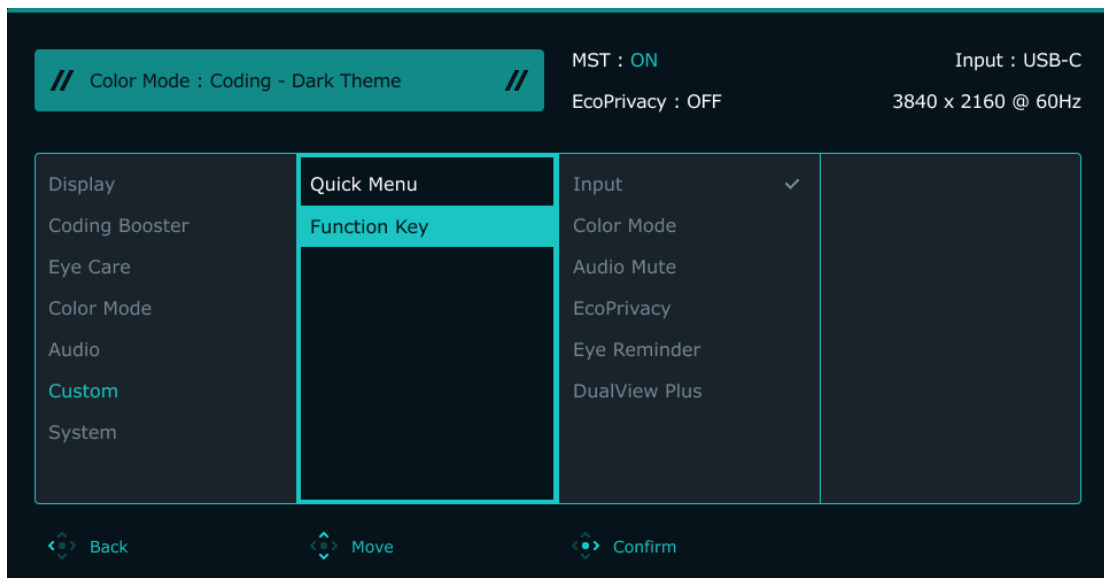 Color Mode : Coding - Dark Theme
MST : ON
Input : USB-C
EcoPrivacy : OFF
3840 x 2160 @ 60Hz
Display
Coding Booster
Eye Care
Color Mode
Audio
Custom
System
Quick Menu
Function Key
Input
Color Mode
Audio Mute
EcoPrivacy
Eye Reminder
DualView Plus
Back
Move
Confirm